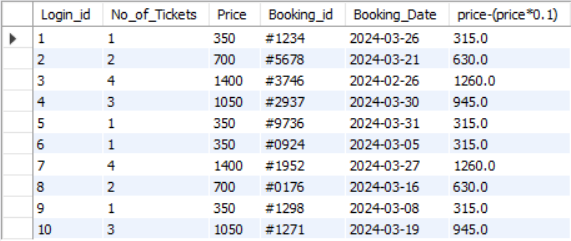 Login_id No_of_Tickets Price Booking_id Booking_Date price-(price*0.1)
1 1 350 #1234 2024-03-26 315.0
2 2 700 #5678 2024-03-21 630.0
3 4 1400 #3746 2024-02-26 1260.0
4 3 1050 #2937 2024-03-30 945.0
5 1 350 #9736 2024-03-31 315.0
6 1 350 #0924 2024-03-05 315.0
7 4 1400 #1952 2024-03-27 1260.0
8 2 700 #0176 2024-03-16 630.0
9 1 350 #1298 2024-03-08 315.0
10 3 1050 #1271 2024-03-19 945.0